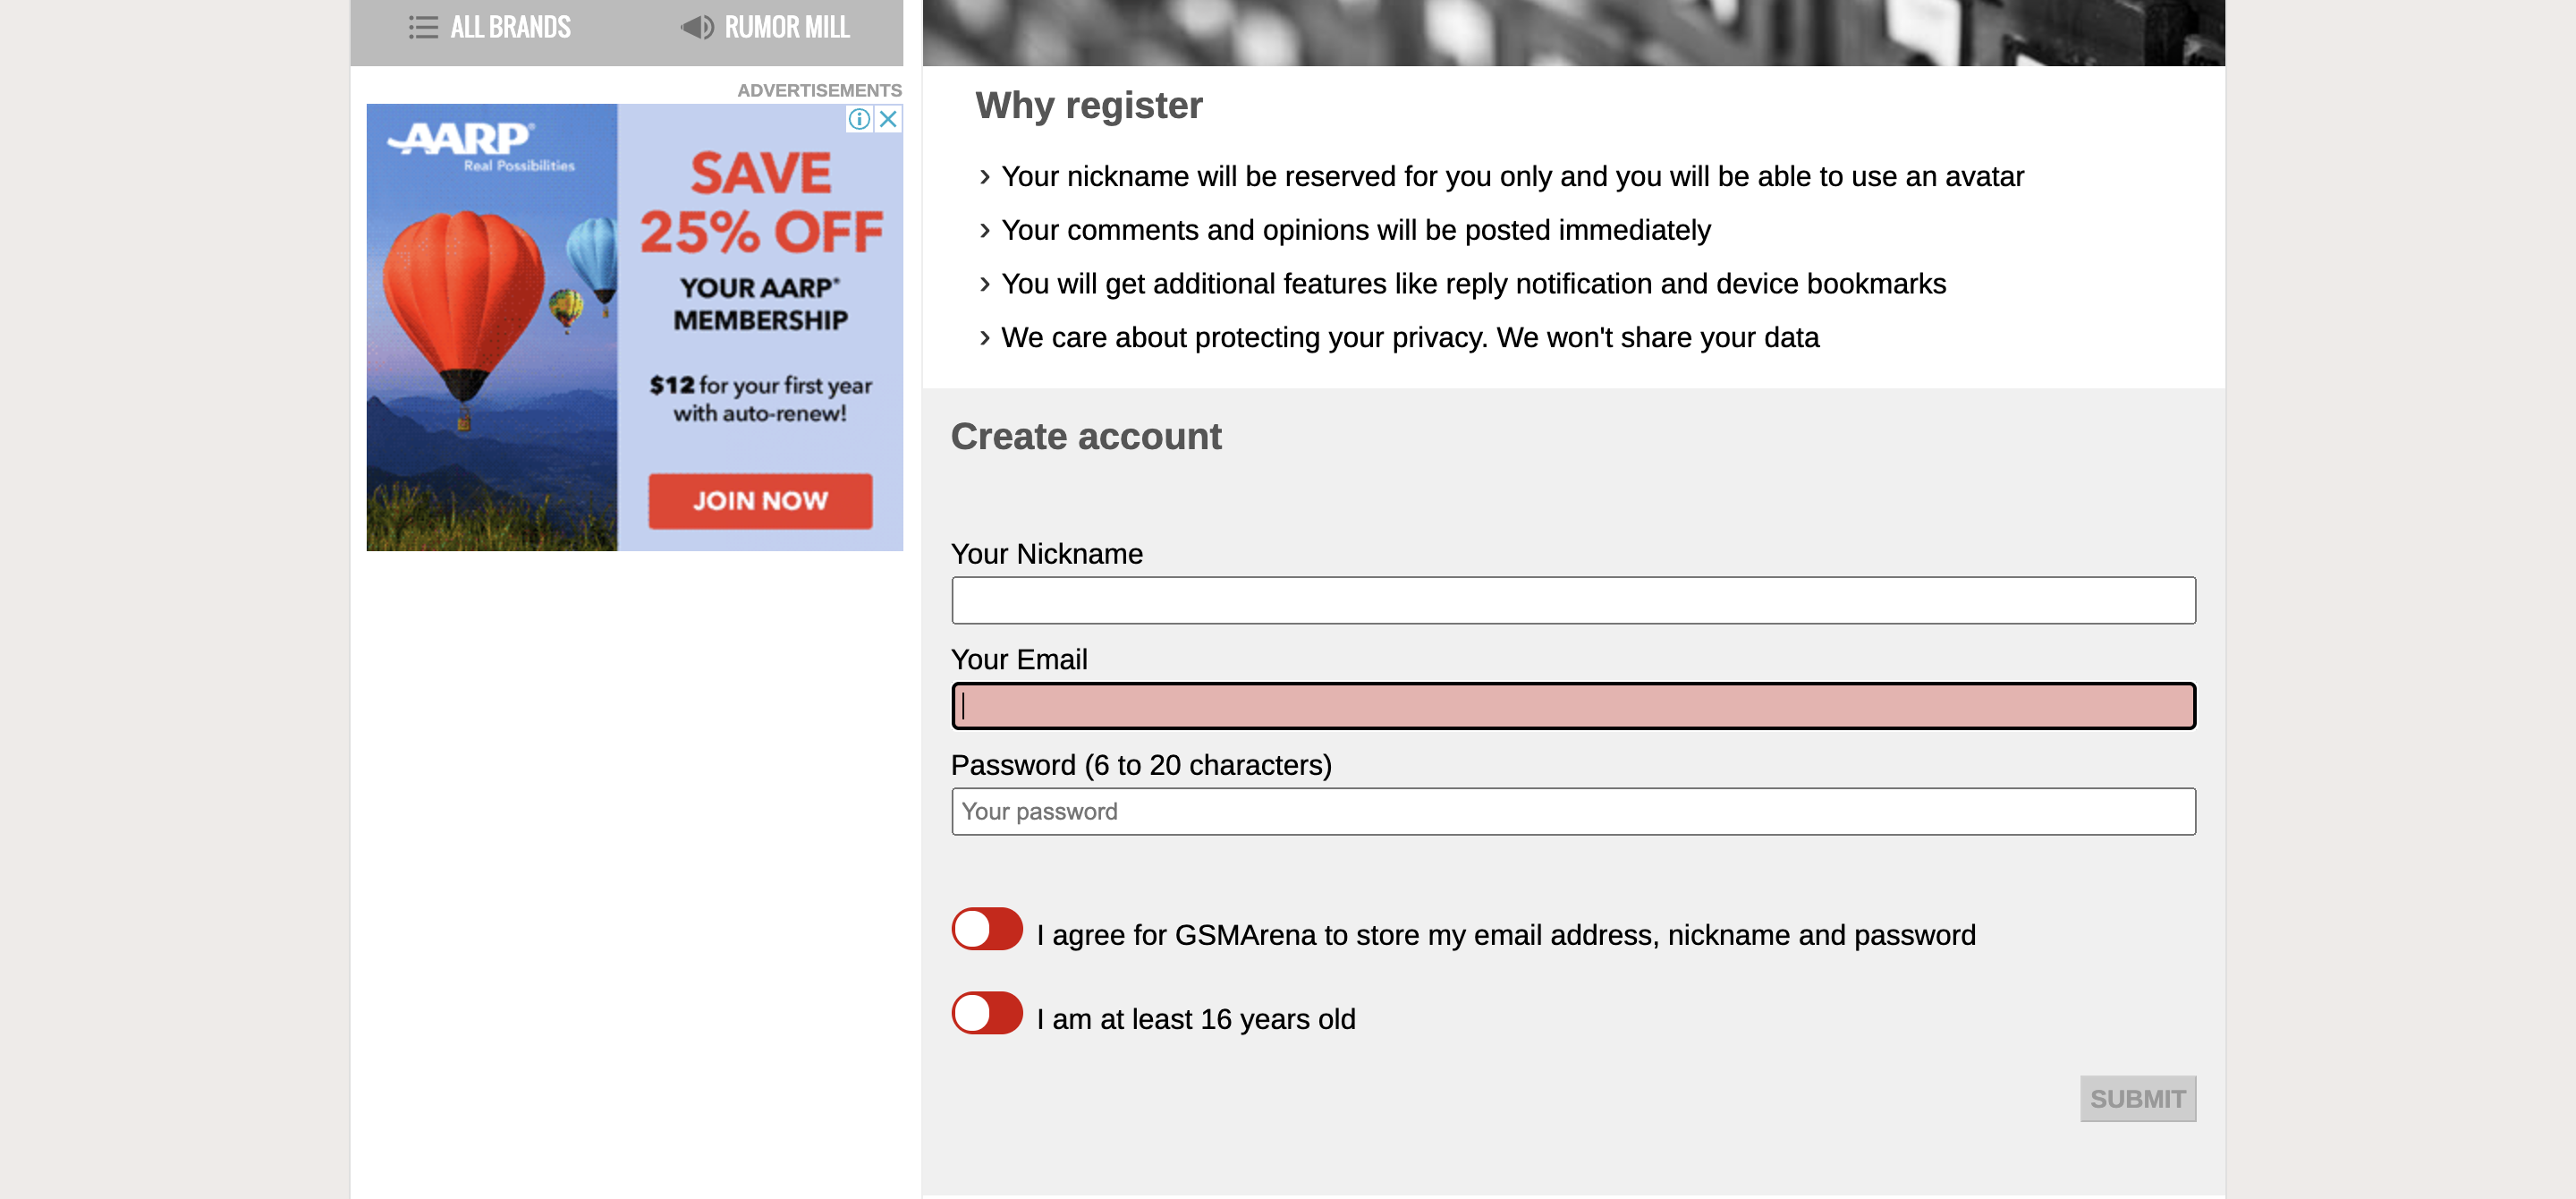 ALL BRANDS
RUMOR MILL
ADVERTISEMENTS
AARP®
Real Possibilities
SAVE
25% OFF
YOUR AARP®
MEMBERSHIP
$12 for your first year
with auto-renew!
JOIN NOW
Why register
Your nickname will be reserved for you only and you will be able to use an avatar
Your comments and opinions will be posted immediately
You will get additional features like reply notification and device bookmarks
We care about protecting your privacy. We won't share your data
Create account
Your Nickname
Your Email
Password (6 to 20 characters)
Your password
I agree for GSMArena to store my email address, nickname and password
I am at least 16 years old
SUBMIT